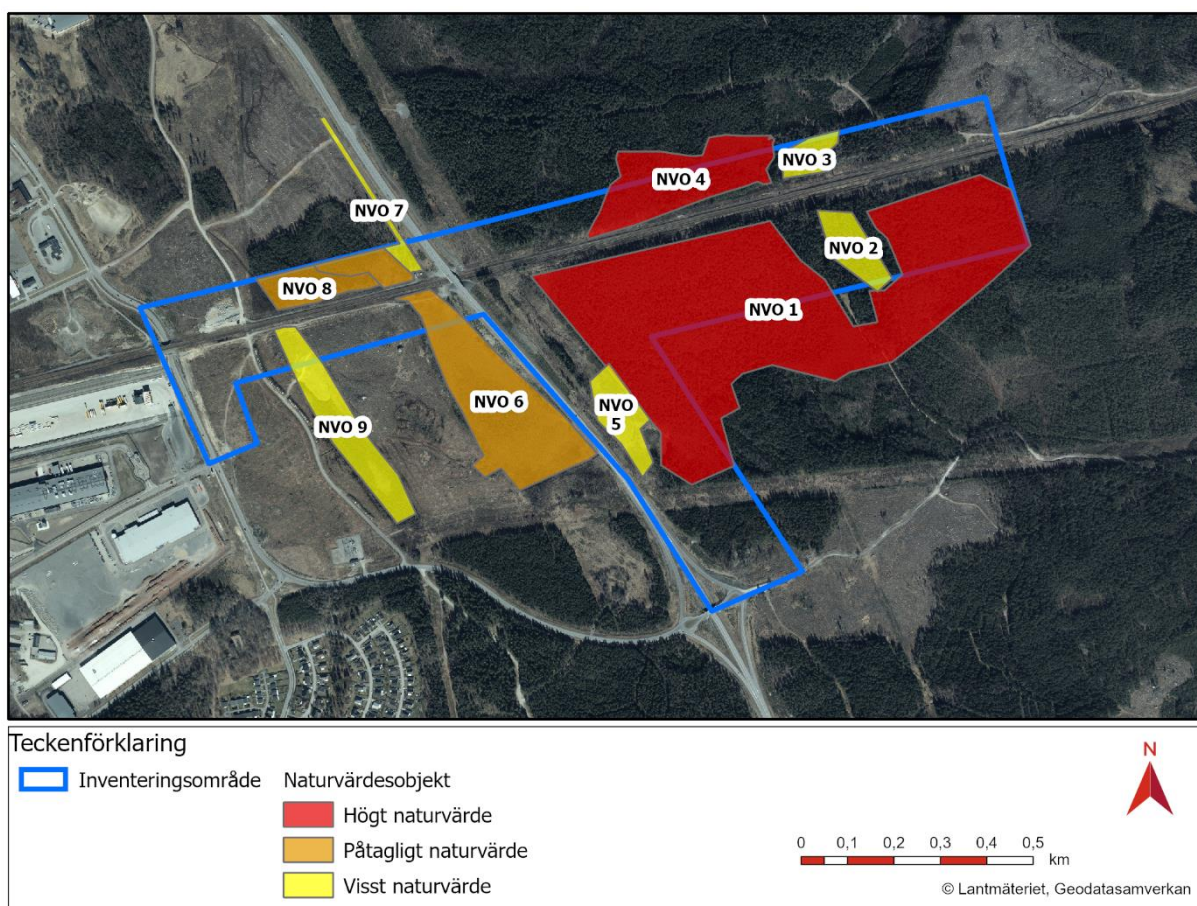 NVO 3
NVO 4
NVO 7
NVO 2
NVO 8
NVO 1
NVO 6
NVO
5
NVO 9
Teckenförklaring
Inventeringsområde
Naturvärdesobjekt
Högt naturvärde
Påtagligt naturvärde
Visst naturvärde
N
0 0,1 0,2 0,3 0,4 0,5
km
© Lantmäteriet, Geodatasamverkan